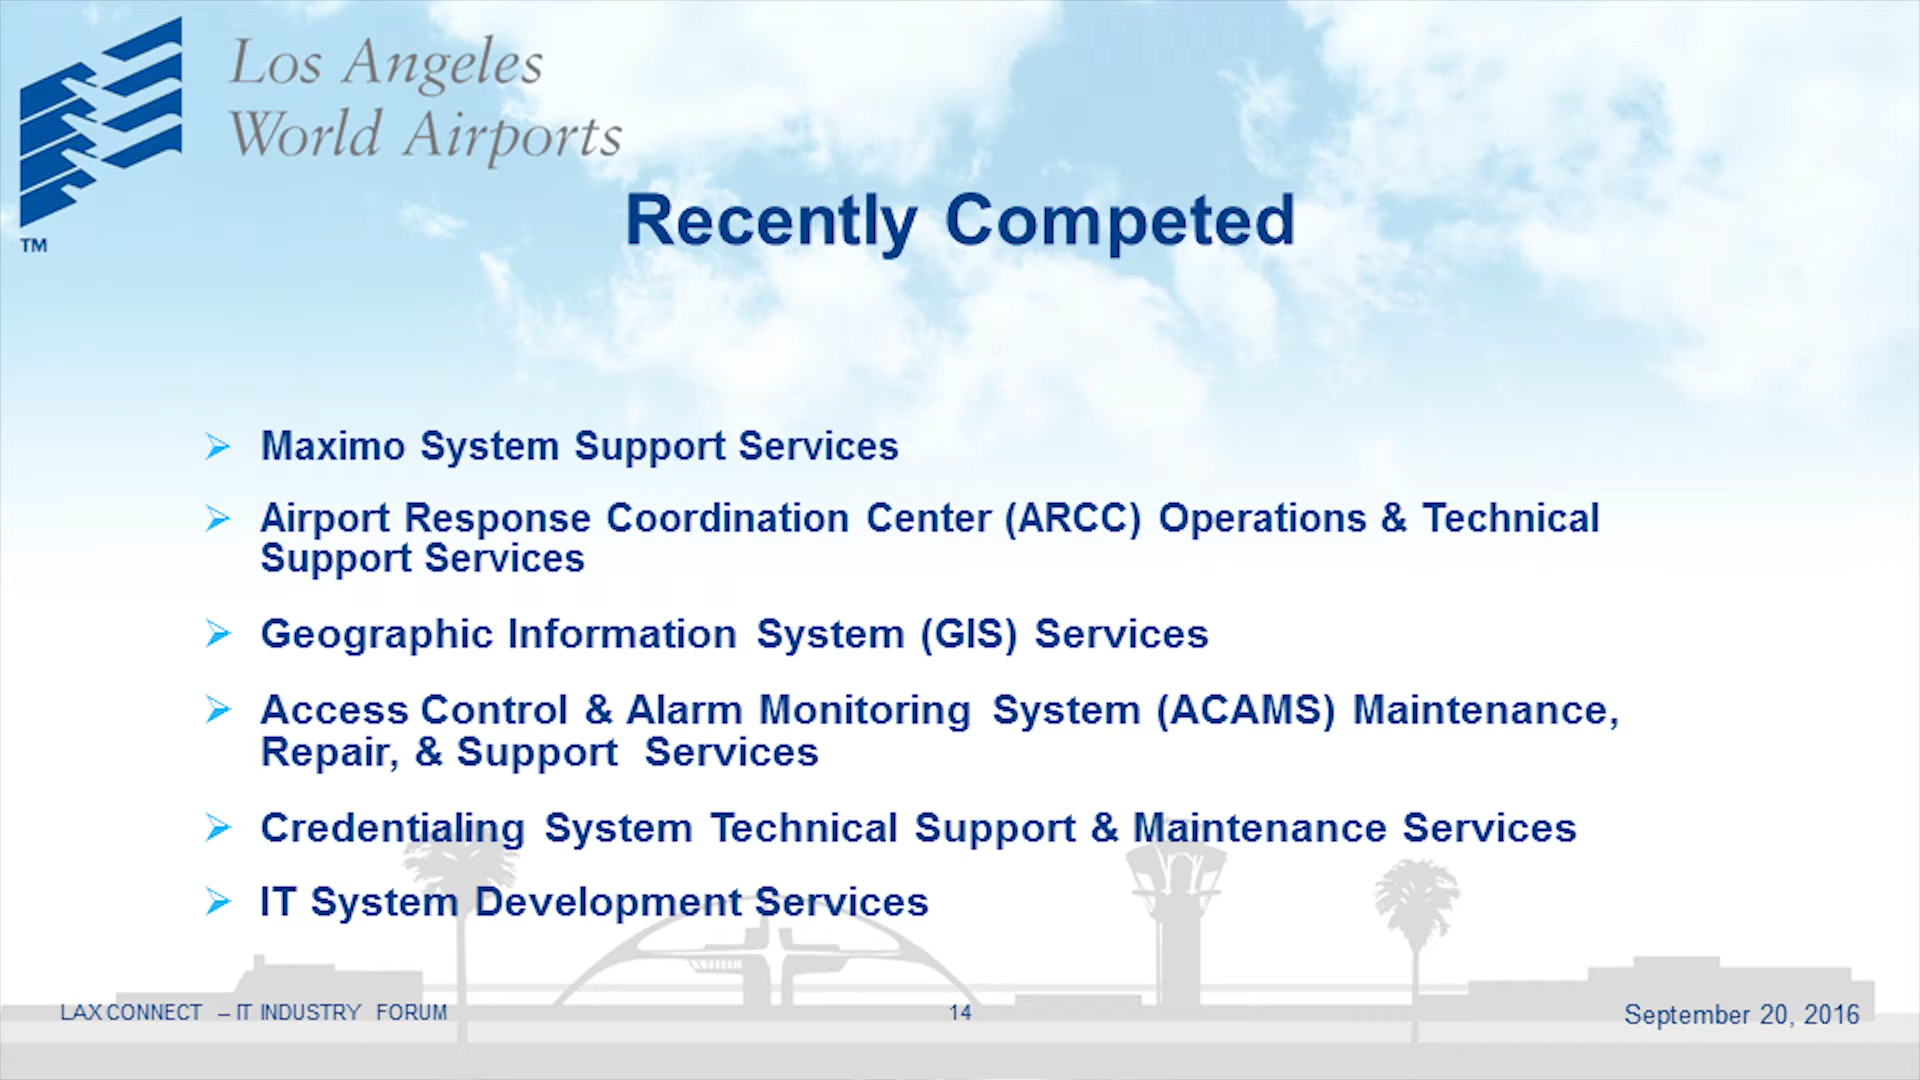 Los Angeles
World Airports
TM
Recently Competed
Maximo System Support Services
Airport Response Coordination Center (ARCC) Operations & Technical
Support Services
Geographic Information System (GIS) Services
Access Control & Alarm Monitoring System (ACAMS) Maintenance,
Repair, & Support Services
Credentialing System Technical Support & Maintenance Services
IT System Development Services
LAX CONNECT – IT INDUSTRY FORUM
14
September 20, 2016